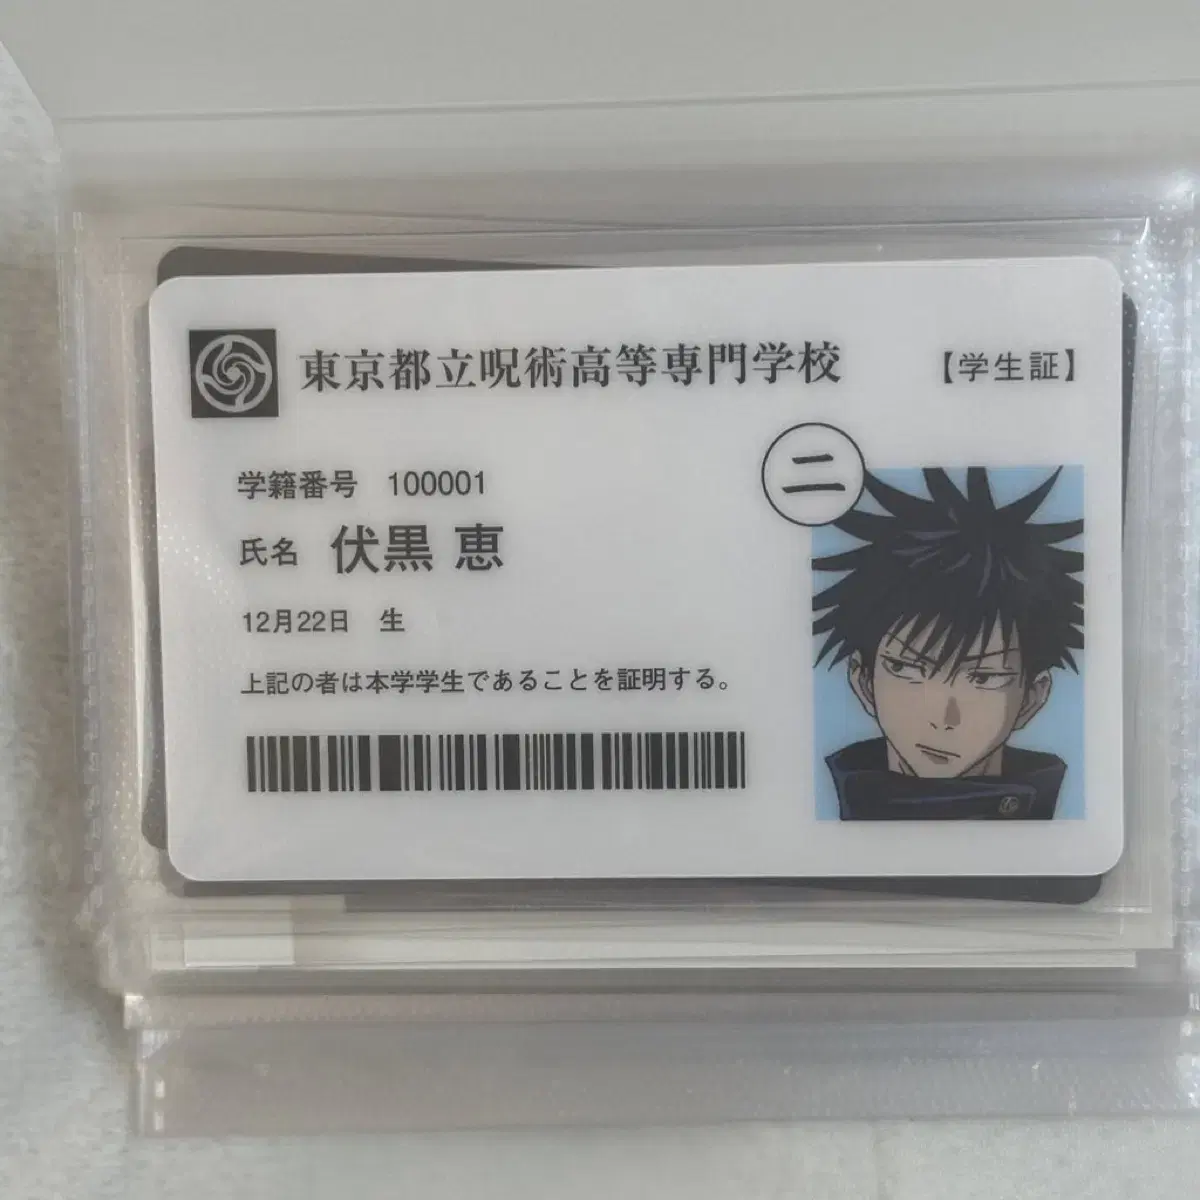 東京都立呪術高等専門学校 【学生証】
二
学籍番号 100001
氏名 伏黒 恵
12月22日 生
上記の者は本学学生であることを証明する。